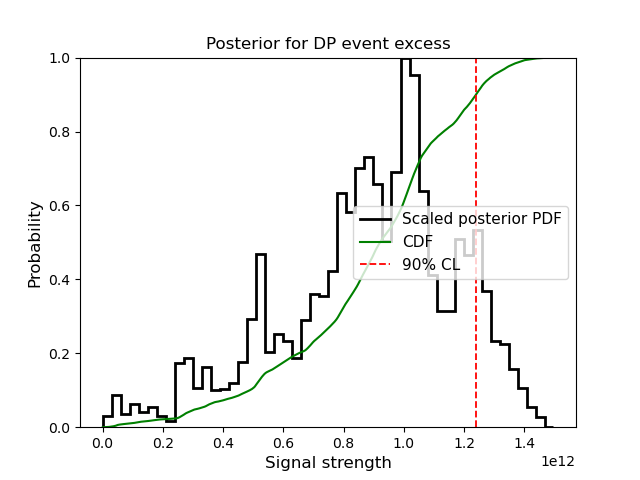 Posterior for DP event excess
1.0
0.8
0.6
0.4
0.2
0.0
Probability
Scaled posterior PDF
CDF
90% CL
0.0 0.2 0.4 0.6 0.8 1.0 1.2 1.4
1e12
Signal strength